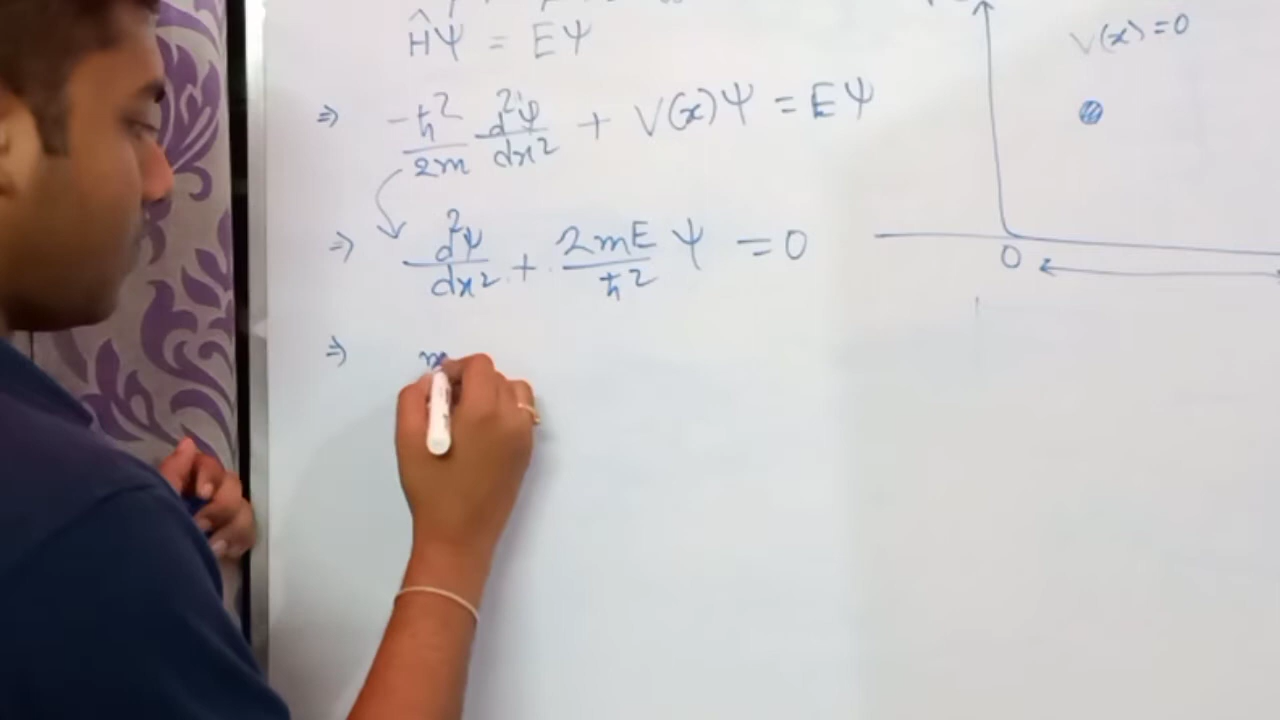 ĤΨ = EΨ
⇒ -ħ²/2m d²ψ/dx² + V(x)Ψ = EΨ
⇒ d²ψ/dx² + 2mE/ħ² Ψ = 0
⇒ m
V(x)=0
0